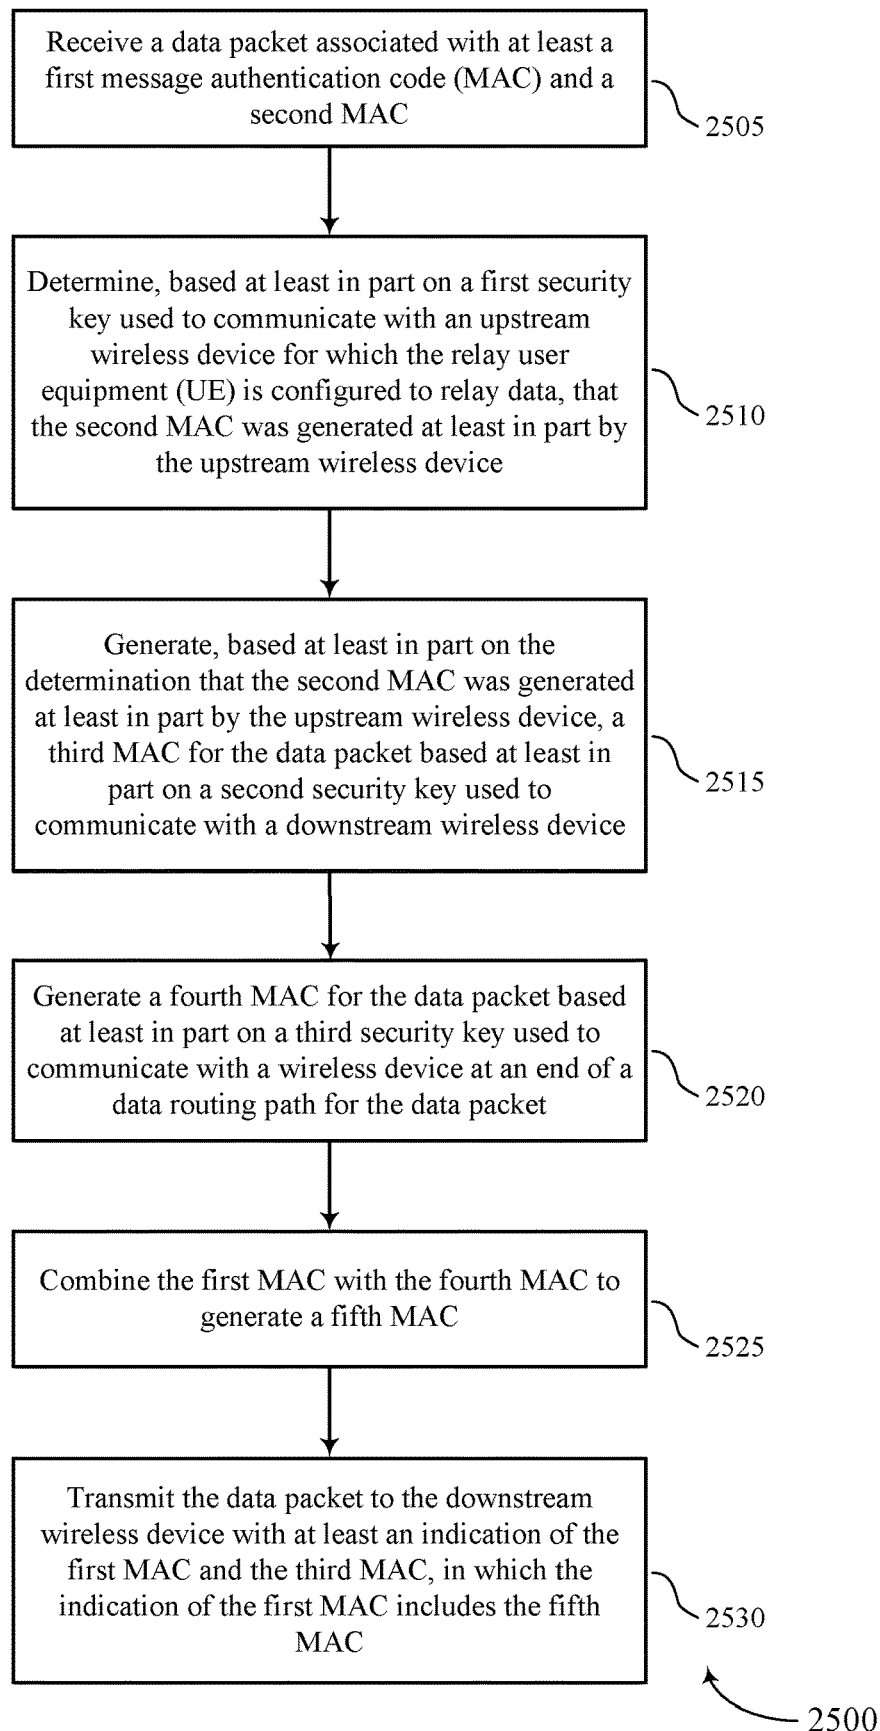 Receive a data packet associated with at least a
first message authentication code (MAC) and a
second MAC
2505
Determine, based at least in part on a first security
key used to communicate with an upstream
wireless device for which the relay user
equipment (UE) is configured to relay data, that
the second MAC was generated at least in part by
the upstream wireless device
2510
Generate, based at least in part on the
determination that the second MAC was generated
at least in part by the upstream wireless device, a
third MAC for the data packet based at least in
part on a second security key used to
communicate with a downstream wireless device
2515
Generate a fourth MAC for the data packet based
at least in part on a third security key used to
communicate with a wireless device at an end of a
data routing path for the data packet
2520
Combine the first MAC with the fourth MAC to
generate a fifth MAC
2525
Transmit the data packet to the downstream
wireless device with at least an indication of the
first MAC and the third MAC, in which the
indication of the first MAC includes the fifth
MAC
2530
2500